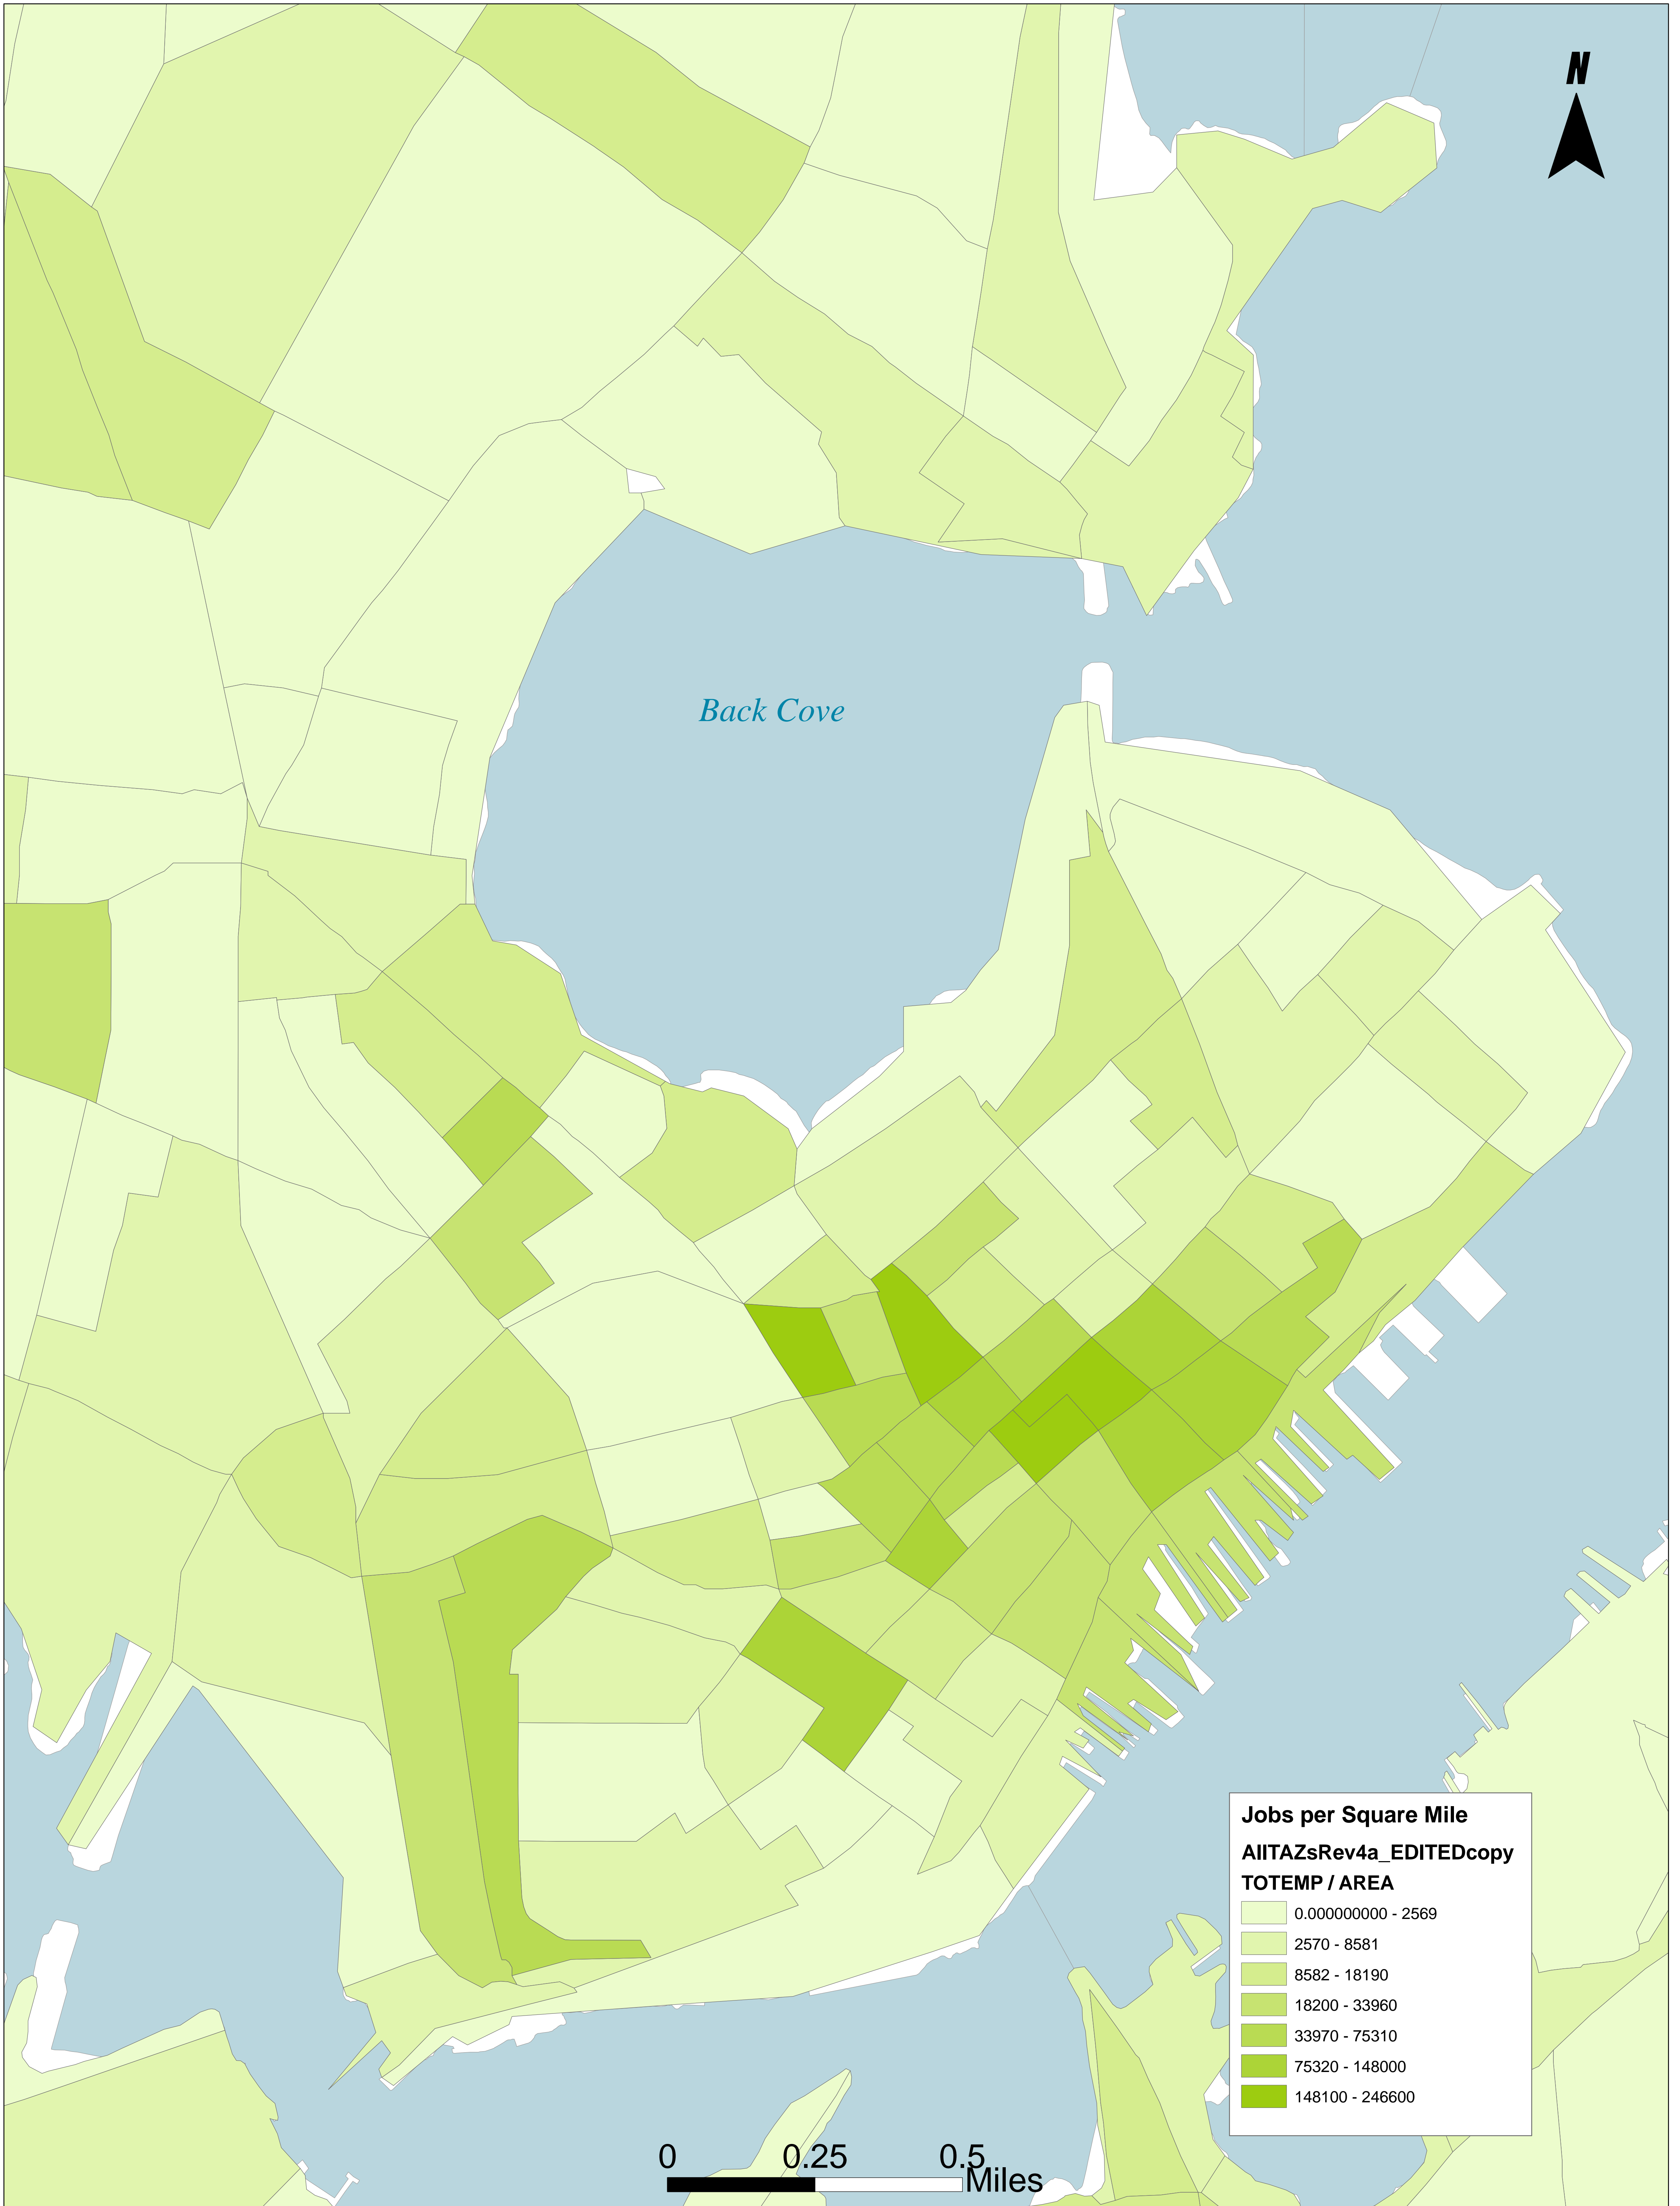 N
Back Cove
Jobs per Square Mile
AllTAZsRev4a_EDITEDcopy
TOTEMP / AREA
0.000000000 - 2569
2570 - 8581
8582 - 18190
18200 - 33960
33970 - 75310
75320 - 148000
148100 - 246600
0 0.25 0.5
Miles